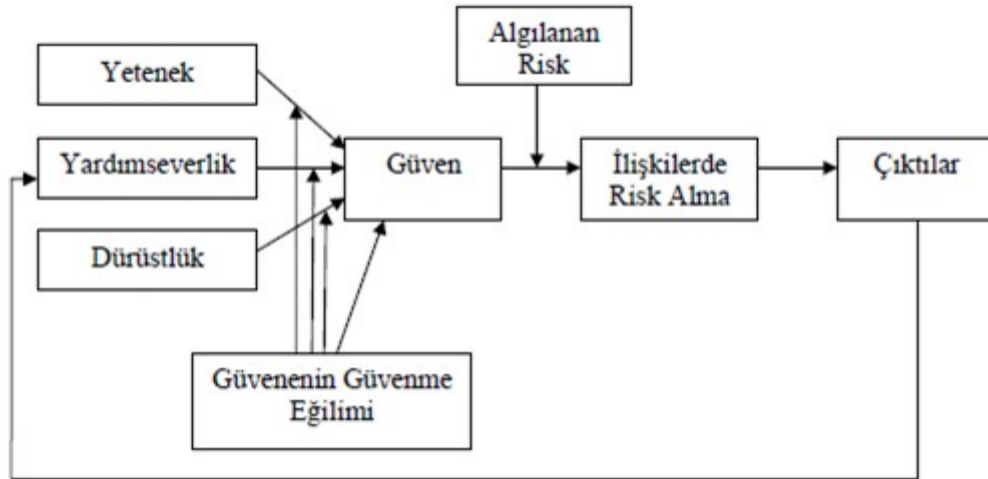 Algılanan
Risk
Yetenek
Yardımseverlik
Güven
İlişkilerde
Risk Alma
Çıktılar
Dürüstlük
Güvenenin Güvenme
Eğilimi